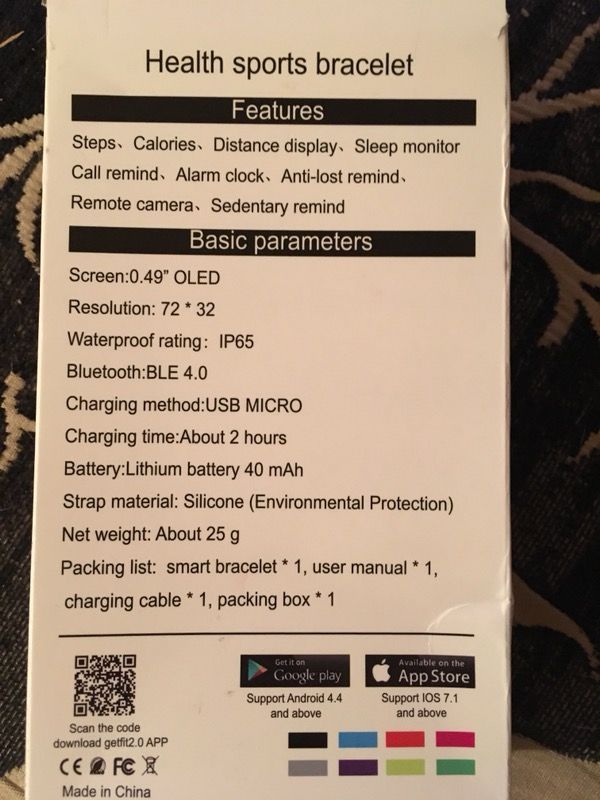 Health sports bracelet
Features
Steps、Calories、Distance display、Sleep monitor
Call remind、Alarm clock、Anti-lost remind、
Remote camera、Sedentary remind
Basic parameters
Screen:0.49” OLED
Resolution: 72 * 32
Waterproof rating: IP65
Bluetooth:BLE 4.0
Charging method:USB MICRO
Charging time:About 2 hours
Battery:Lithium battery 40 mAh
Strap material: Silicone (Environmental Protection)
Net weight: About 25 g
Packing list: smart bracelet * 1, user manual * 1,
charging cable * 1, packing box * 1
Get it on
Google play
Available on the
App Store
Support Android 4.4
and above
Support IOS 7.1
and above
Scan the code
download getfit2.0 APP
CE FC
Made in China